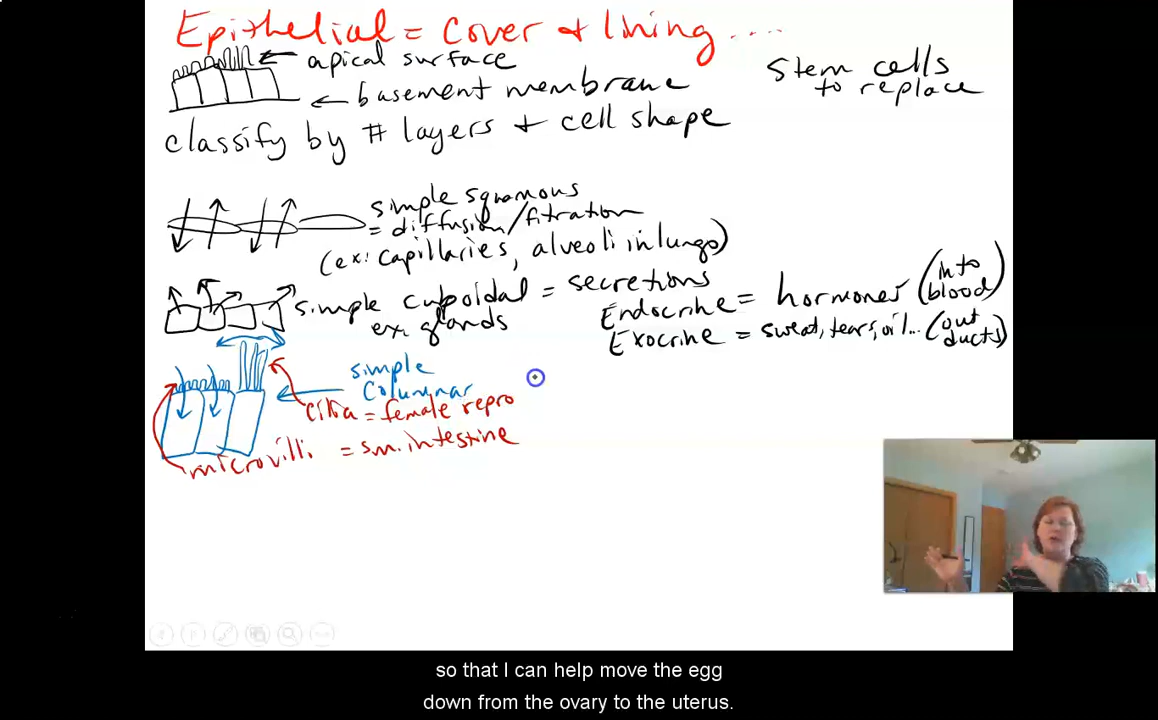 Epithelial = cover & lining ....
← apical surface
← basement membrane
stem cells
to replace
classify by # layers + cell shape
simple squamous
= diffusion/fitration
(ex: capillaries, alveoli in lungs)
simple cuboidal = secretions
ex: glands
Endocrine = hormones (into
blood)
Exocrine = sweat, tears, oil... (out
ducts)
simple
columnar
cilia = female repro
microvilli = sm. intestine
so that I can help move the egg
down from the ovary to the uterus.